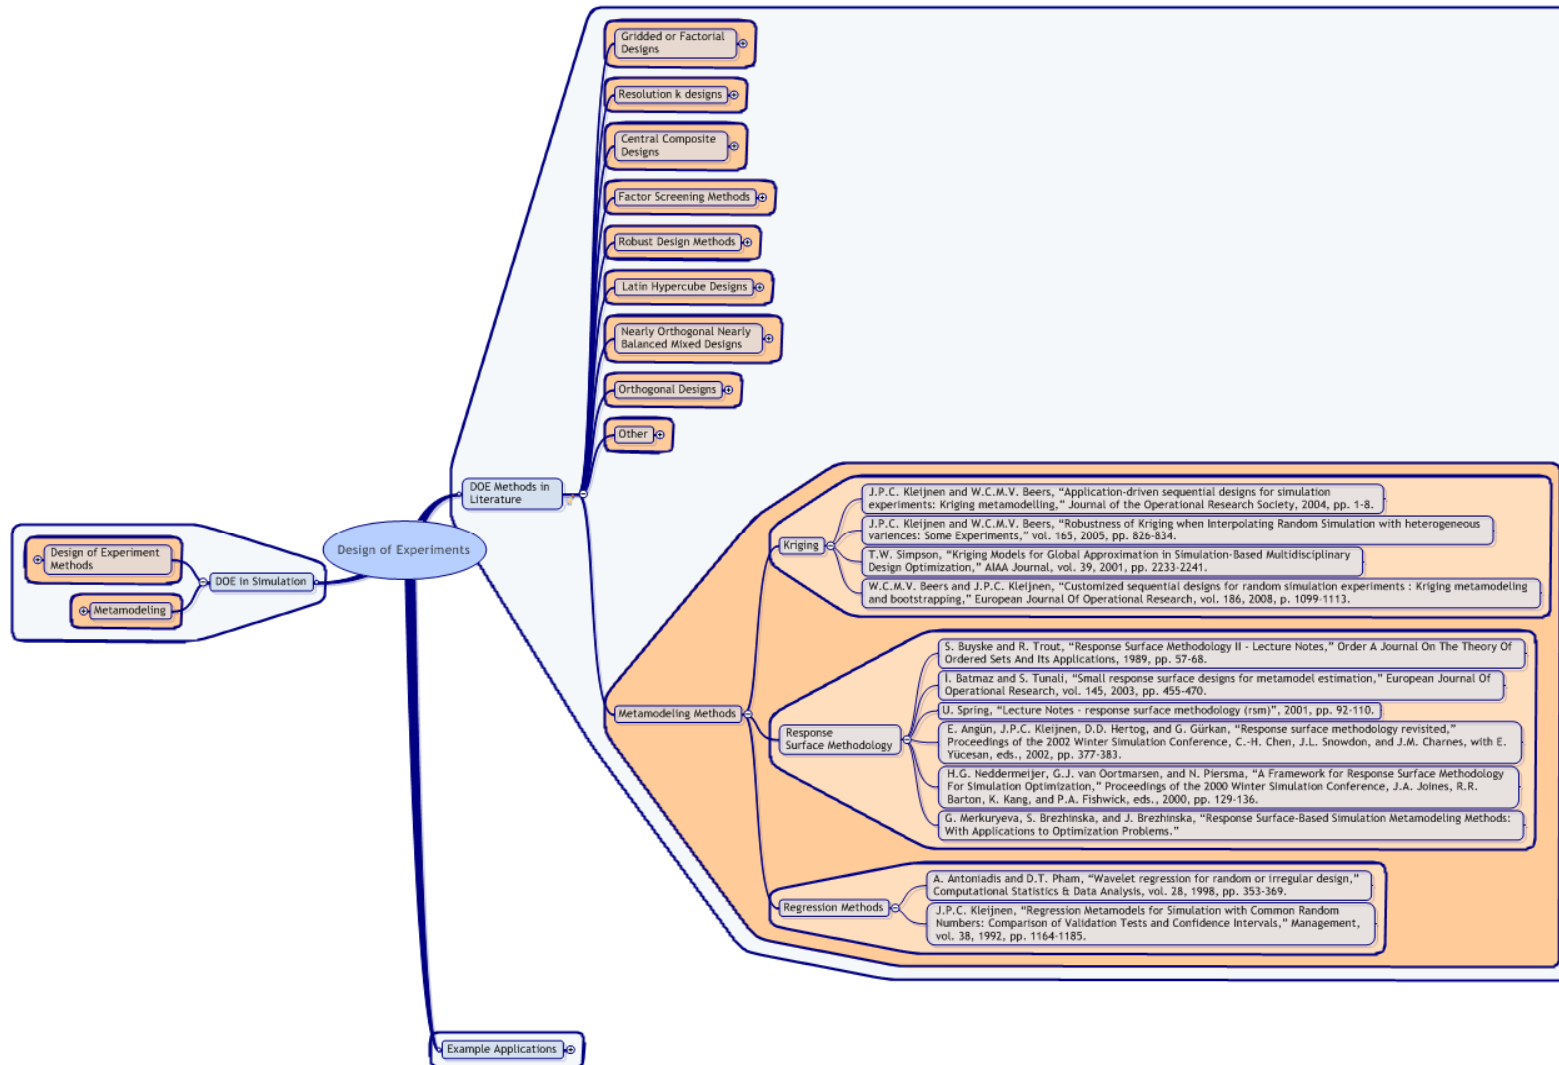 Gridded or Factorial
Designs
Resolution k designs
Central Composite
Designs
Factor Screening Methods
Robust Design Methods
Latin Hypercube Designs
Nearly Orthogonal Nearly
Balanced Mixed Designs
Orthogonal Designs
Other
DOE Methods in
Literature
Design of Experiments
Design of Experiment
Methods
DOE in Simulation
Metamodeling
Kriging
J.P.C. Kleijnen and W.C.M.V. Beers, “Application-driven sequential designs for simulation
experiments: Kriging metamodelling,” Journal of the Operational Research Society, 2004, pp. 1-8.
J.P.C. Kleijnen and W.C.M.V. Beers, “Robustness of Kriging when Interpolating Random Simulation with heterogeneous
variences: Some Experiments,” vol. 165, 2005, pp. 826-834.
T.W. Simpson, “Kriging Models for Global Approximation in Simulation-Based Multidisciplinary
Design Optimization,” AIAA Journal, vol. 39, 2001, pp. 2233-2241.
W.C.M.V. Beers and J.P.C. Kleijnen, “Customized sequential designs for random simulation experiments : Kriging metamodeling
and bootstrapping,” European Journal Of Operational Research, vol. 186, 2008, p. 1099-1113.
Metamodeling Methods
Response
Surface Methodology
S. Buyske and R. Trout, “Response Surface Methodology II - Lecture Notes,” Order A Journal On The Theory Of
Ordered Sets And Its Applications, 1989, pp. 57-68.
İ. Batmaz and S. Tunali, “Small response surface designs for metamodel estimation,” European Journal Of
Operational Research, vol. 145, 2003, pp. 455-470.
U. Spring, “Lecture Notes - response surface methodology (rsm)”, 2001, pp. 92-110.
E. Angün, J.P.C. Kleijnen, D.D. Hertog, and G. Gürkan, “Response surface methodology revisited,”
Proceedings of the 2002 Winter Simulation Conference, C.-H. Chen, J.L. Snowdon, and J.M. Charnes, with E.
Yücesan, eds., 2002, pp. 377-383.
H.G. Neddermeijer, G.J. van Oortmarsen, and N. Piersma, “A Framework for Response Surface Methodology
For Simulation Optimization,” Proceedings of the 2000 Winter Simulation Conference, J.A. Joines, R.R.
Barton, K. Kang, and P.A. Fishwick, eds., 2000, pp. 129-136.
G. Merkuryeva, S. Brezhinska, and J. Brezhinska, “Response Surface-Based Simulation Metamodeling Methods:
With Applications to Optimization Problems.”
Regression Methods
A. Antoniadis and D.T. Pham, “Wavelet regression for random or irregular design,”
Computational Statistics & Data Analysis, vol. 28, 1998, pp. 353-369.
J.P.C. Kleijnen, “Regression Metamodels for Simulation with Common Random
Numbers: Comparison of Validation Tests and Confidence Intervals,” Management,
vol. 38, 1992, pp. 1164-1185.
Example Applications